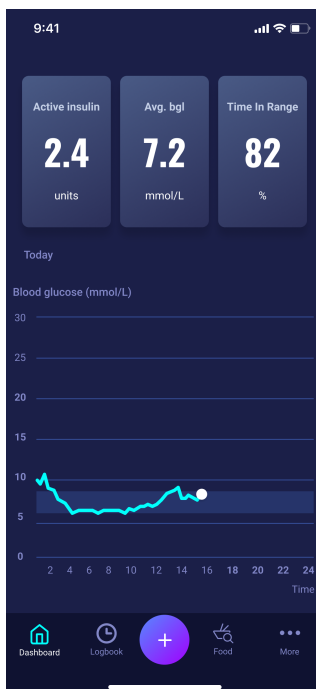 9:41
Active insulin Avg. bgl Time In Range
2.4 7.2 82
units mmol/L %
Today
Blood glucose (mmol/L)
30
25
20
15
10
5
0
2 4 6 8 10 12 14 16 18 20 22 24
Time
Dashboard Logbook + Food More